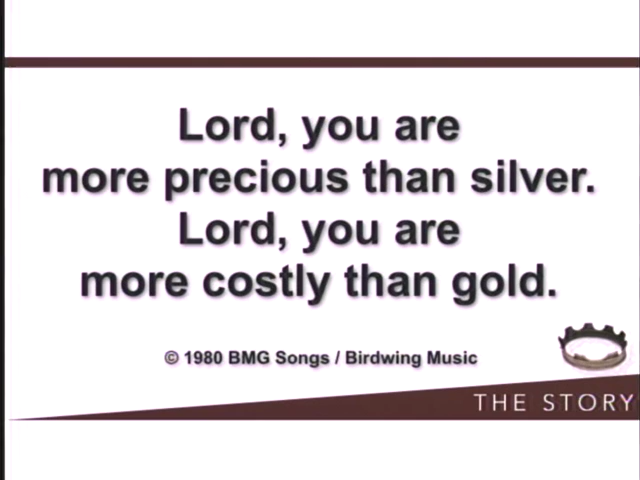 Lord, you are
more precious than silver.
Lord, you are
more costly than gold.
© 1980 BMG Songs / Birdwing Music
THE STORY